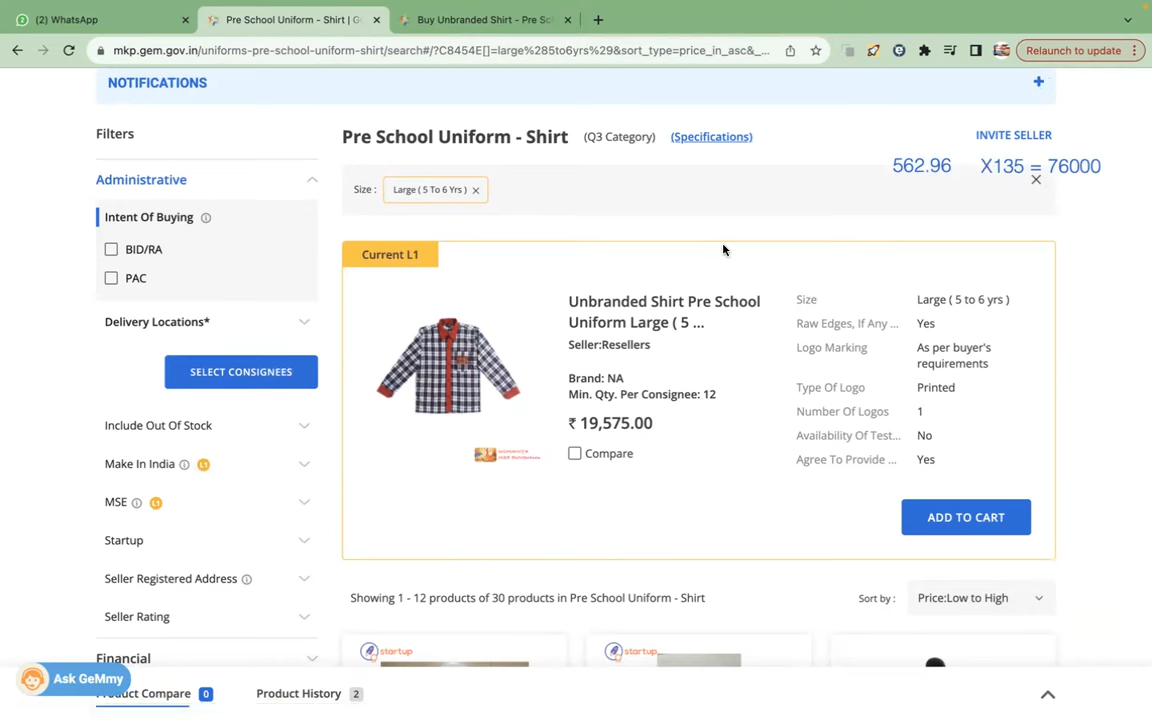 (2) WhatsApp
Pre School Uniform - Shirt | G
Buy Unbranded Shirt - Pre Sc
mkp.gem.gov.in/uniforms-pre-school-uniform-shirt/search#/?C8454E[]=large%285to6yrs%29&sort_type=price_in_asc&_...
Relaunch to update
NOTIFICATIONS
Filters
Pre School Uniform - Shirt (Q3 Category) (Specifications)
INVITE SELLER
562.96 X135 = 76000
Size : Large ( 5 To 6 Yrs )
Administrative
Intent Of Buying
BID/RA
PAC
Delivery Locations*
SELECT CONSIGNEES
Include Out Of Stock
Make In India L1
MSE L1
Startup
Seller Registered Address
Seller Rating
Financial
Current L1
Unbranded Shirt Pre School
Uniform Large ( 5 ...
Seller:Resellers
Brand: NA
Min. Qty. Per Consignee: 12
₹ 19,575.00
Compare
Size Large ( 5 to 6 yrs )
Raw Edges, If Any ... Yes
Logo Marking As per buyer's
requirements
Type Of Logo Printed
Number Of Logos 1
Availability Of Test... No
Agree To Provide ... Yes
ADD TO CART
Showing 1 - 12 products of 30 products in Pre School Uniform - Shirt
Sort by : Price:Low to High
startup
startup
Ask GeMmy
Product Compare 0
Product History 2